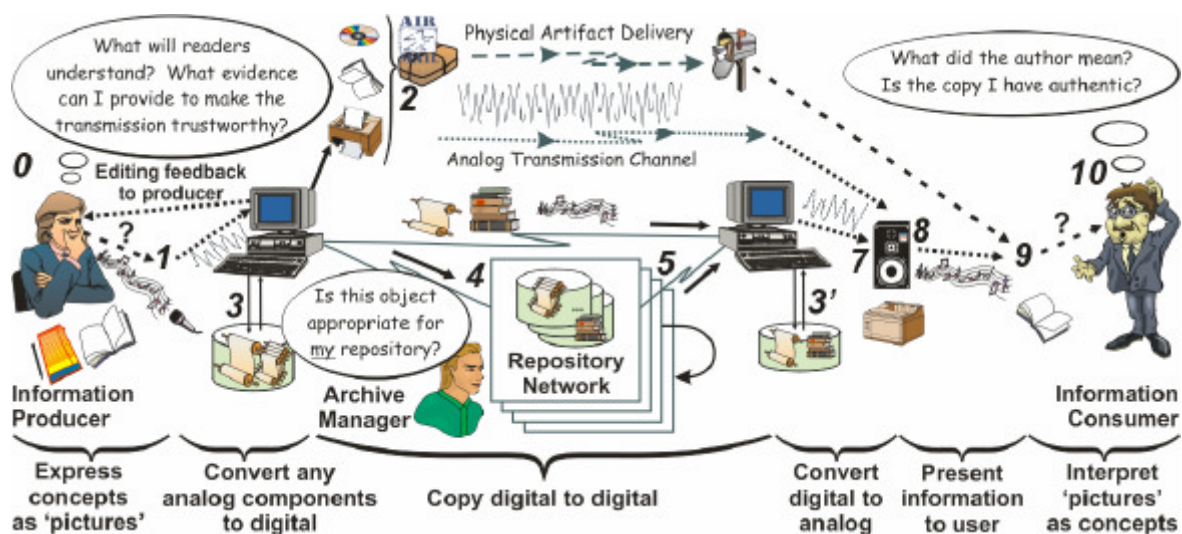 What will readers
understand? What evidence
can I provide to make the
transmission trustworthy?
AIR
2
Physical Artifact Delivery
Analog Transmission Channel
What did the author mean?
Is the copy I have authentic?
0
Editing feedback
to producer
10
?
1
3
4
5
7
8
9
?
3'
Is this object
appropriate for
my repository?
Repository
Network
Information
Producer
Archive
Manager
Information
Consumer
Express
concepts
as 'pictures'
Convert any
analog components
to digital
Copy digital to digital
Convert
digital to
analog
Present
information
to user
Interpret
'pictures'
as concepts